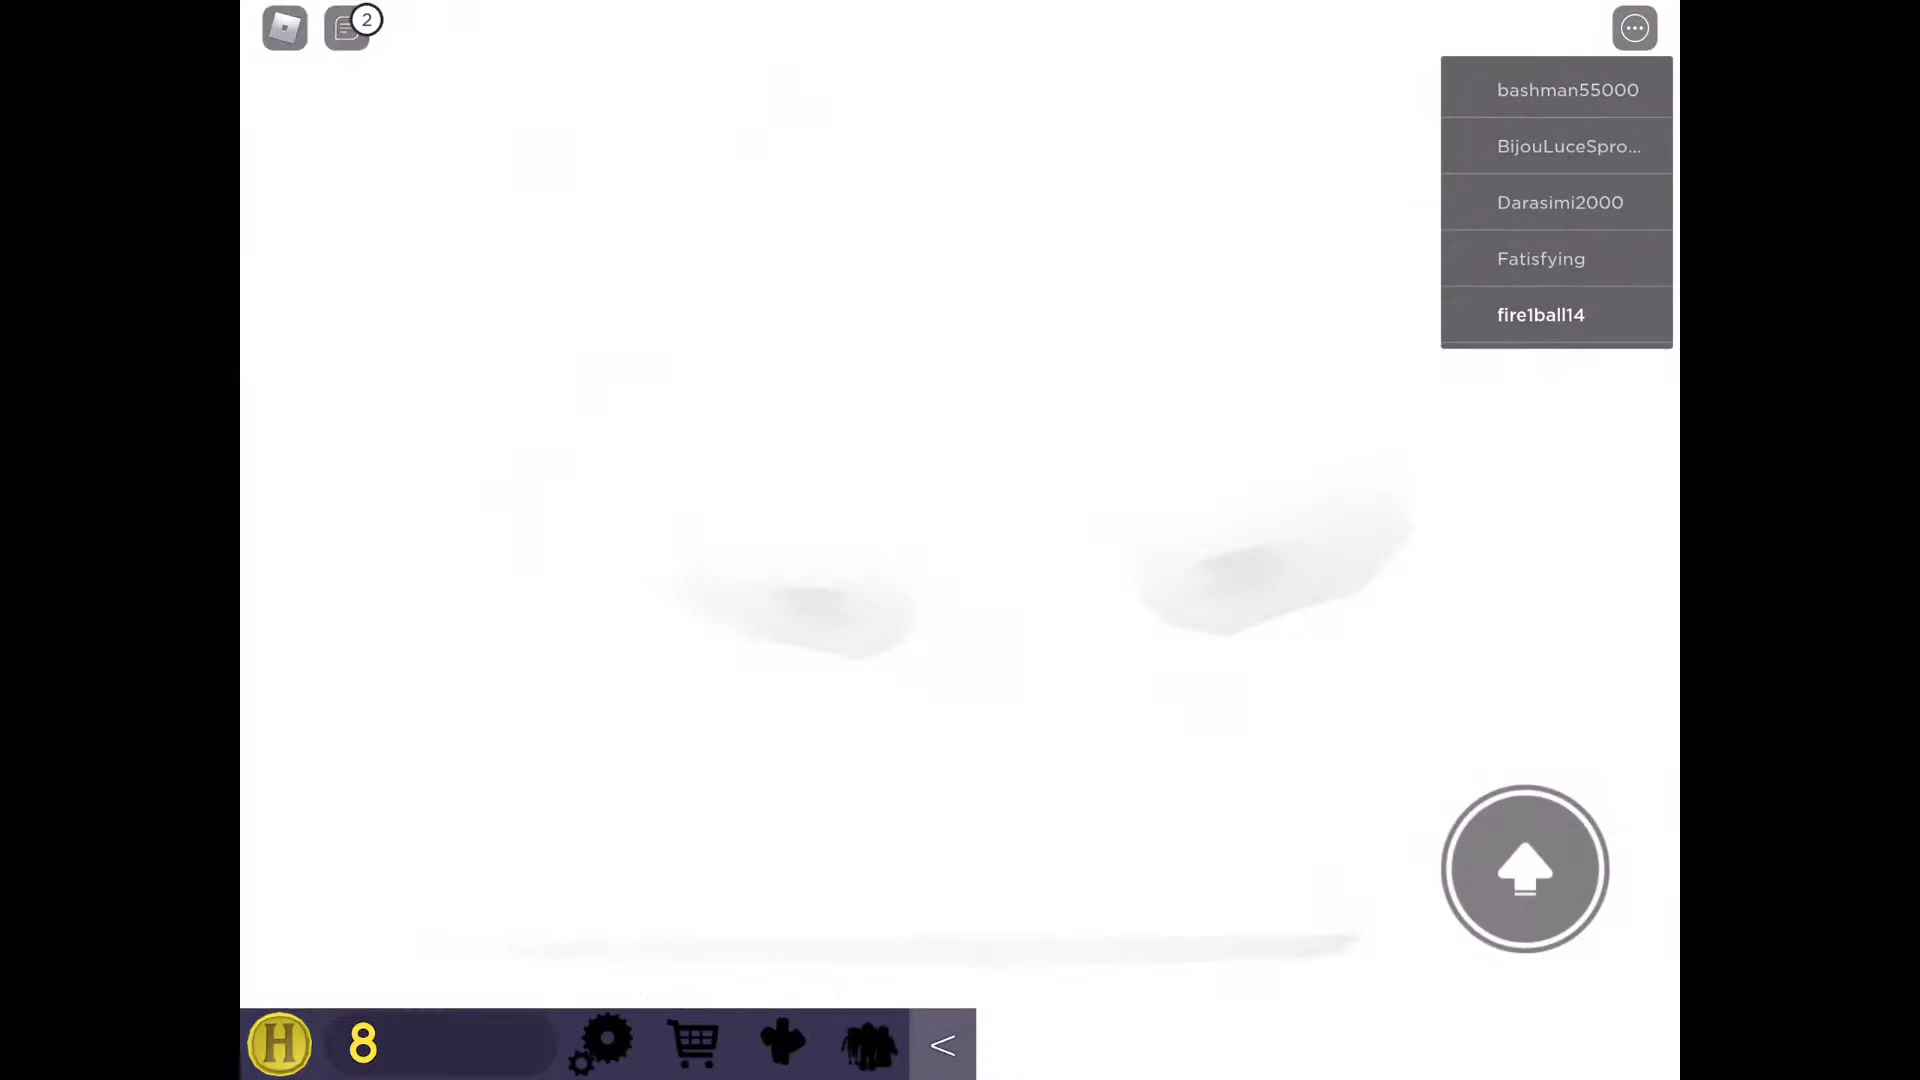 2
bashman55000
BijouLuceSpro...
Darasimi2000
Fatisfying
fire1ball14
H
8
<